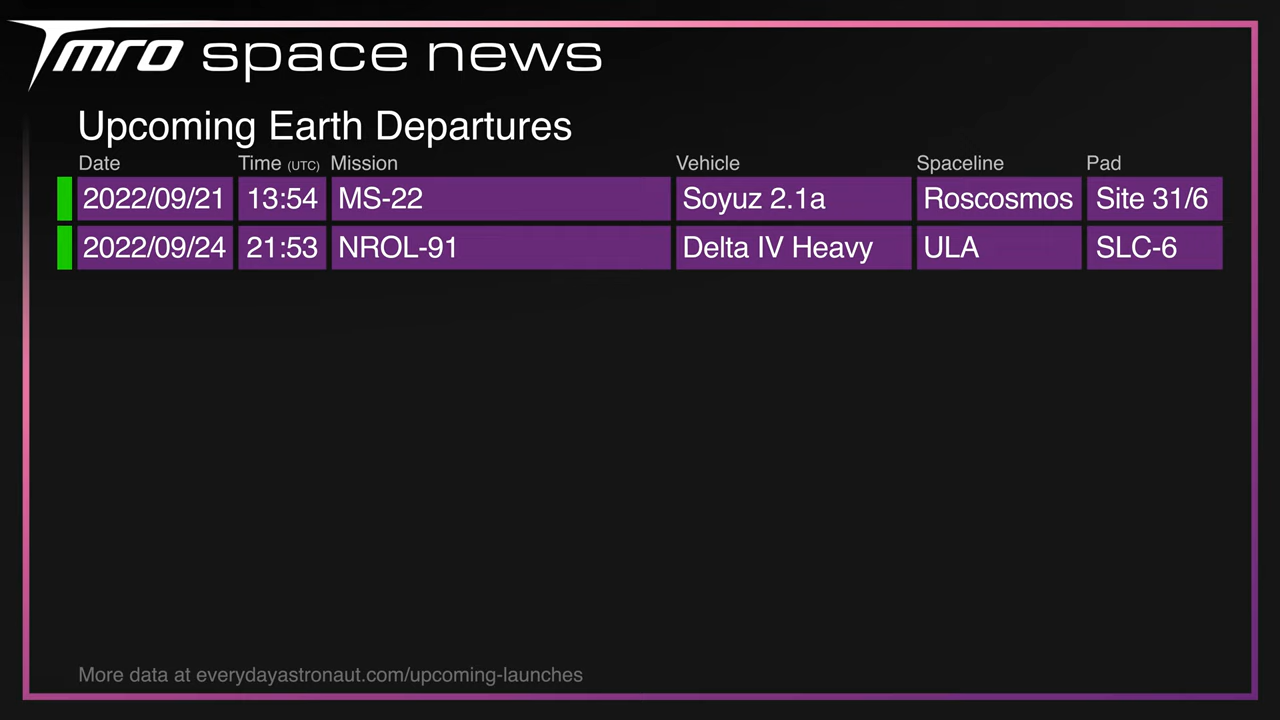 Tmro space news
Upcoming Earth Departures
Date Time (UTC) Mission Vehicle Spaceline Pad
2022/09/21 13:54 MS-22 Soyuz 2.1a Roscosmos Site 31/6
2022/09/24 21:53 NROL-91 Delta IV Heavy ULA SLC-6
More data at everydayastronaut.com/upcoming-launches